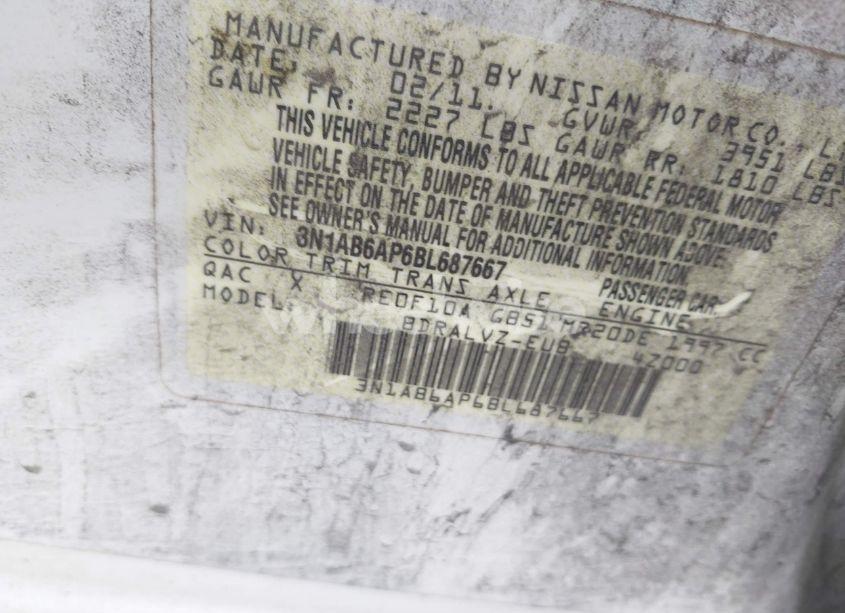 MANUFACTURED BY NISSAN MOTOR CO., LT
DATE: 02/11. GVWR 3951 LBS
GAWR FR: 2227 LBS GAWR RR: 1810 LBS
THIS VEHICLE CONFORMS TO ALL APPLICABLE FEDERAL MOTOR
VEHICLE SAFETY, BUMPER AND THEFT PREVENTION STANDARDS
IN EFFECT ON THE DATE OF MANUFACTURE SHOWN ABOVE.
SEE OWNER'S MANUAL FOR ADDITIONAL INFORMATION.
VIN: 3N1AB6AP6BL687667 PASSENGER CAR
COLOR TRIM TRANS AXLE ENGINE
QAC X RE0F10A GB51 MR20DE 1997 CC
MODEL: BDRALVZ-EUB 42000
3N1AB6AP6BL687667